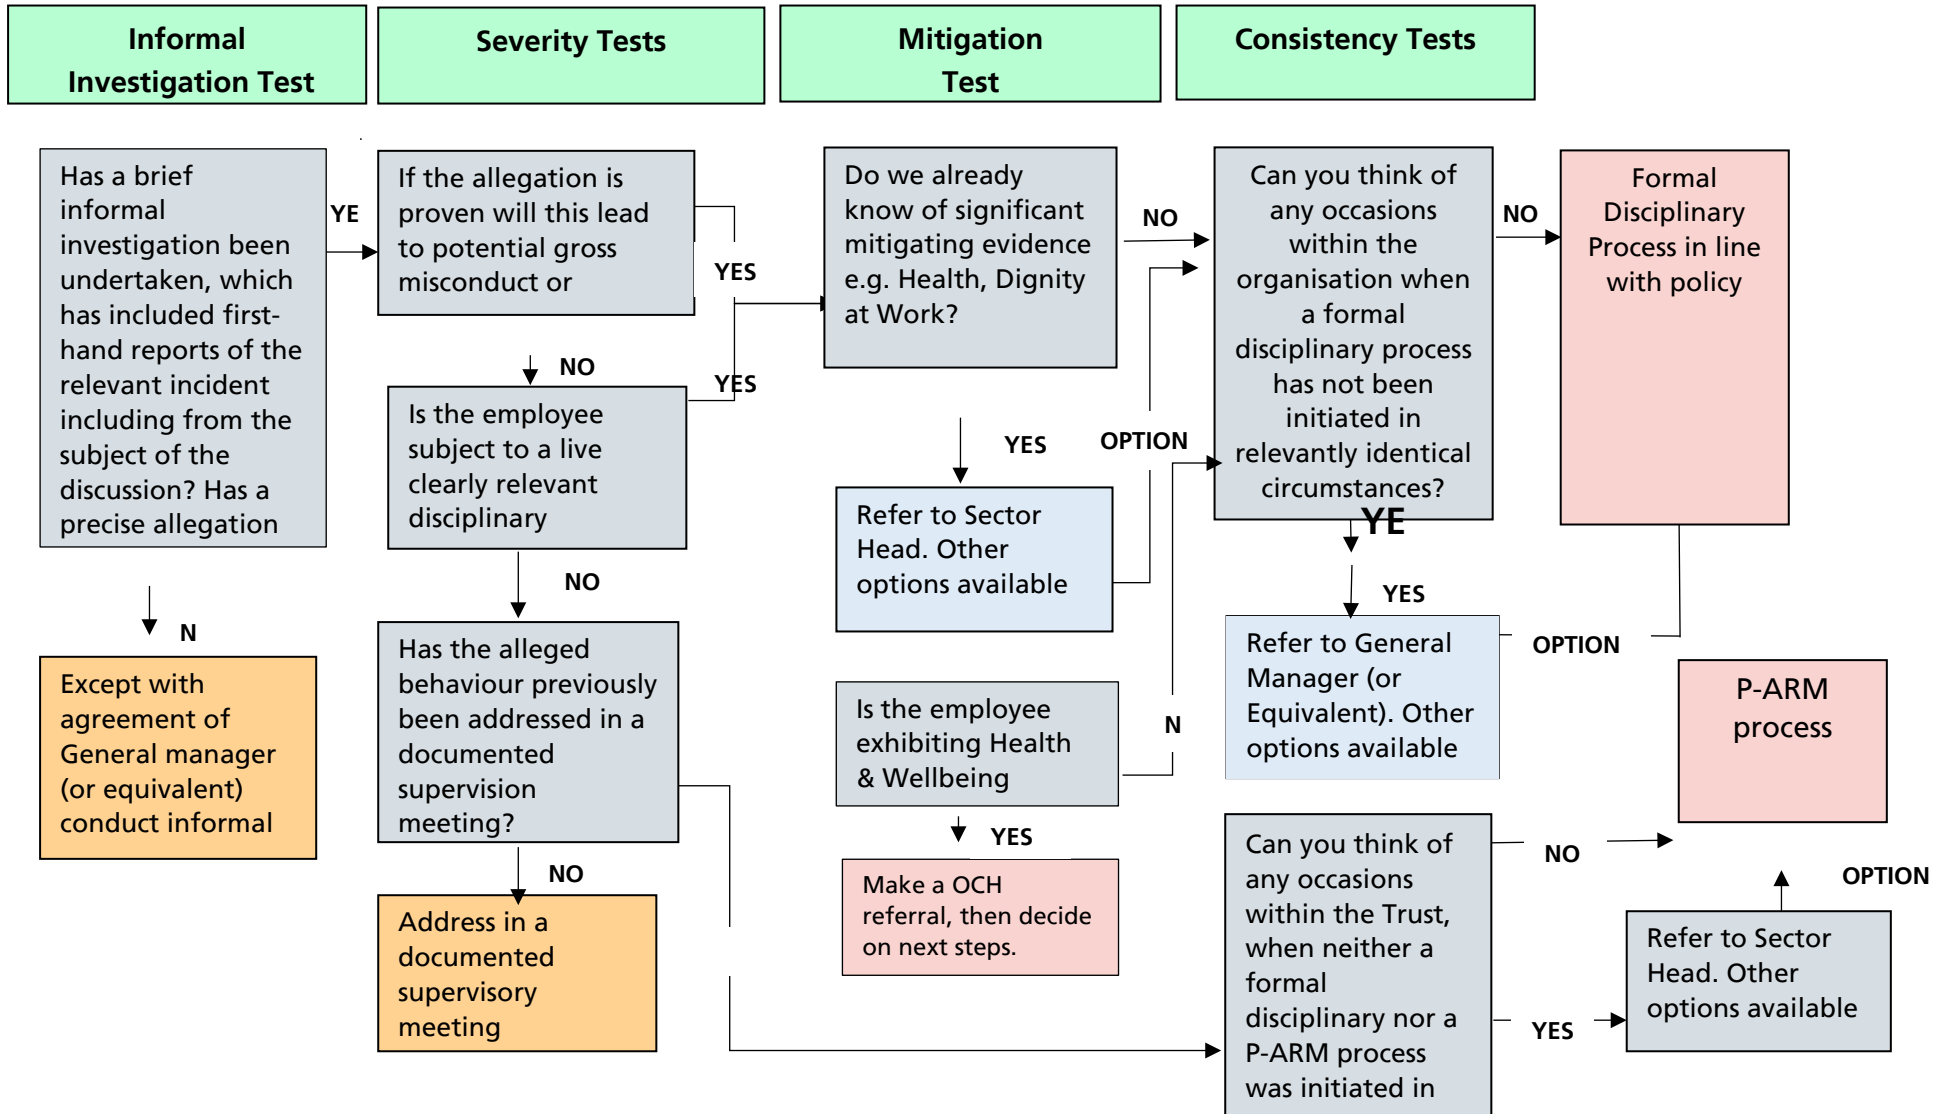 Informal
Investigation Test
Severity Tests
Mitigation
Test
Consistency Tests
Has a brief
informal
investigation been
undertaken, which
has included first-
hand reports of the
relevant incident
including from the
subject of the
discussion? Has a
precise allegation
YE
N
Except with
agreement of
General manager
(or equivalent)
conduct informal
If the allegation is
proven will this lead
to potential gross
misconduct or
YES
NO
Is the employee
subject to a live
clearly relevant
disciplinary
YES
NO
Has the alleged
behaviour previously
been addressed in a
documented
supervision
meeting?
NO
Address in a
documented
supervisory
meeting
Do we already
know of significant
mitigating evidence
e.g. Health, Dignity
at Work?
NO
YES
OPTION
Refer to Sector
Head. Other
options available
Is the employee
exhibiting Health
& Wellbeing
N
YES
Make a OCH
referral, then decide
on next steps.
Can you think of
any occasions
within the
organisation when
a formal
disciplinary process
has not been
initiated in
relevantly identical
circumstances?
NO
YE
YES
Refer to General
Manager (or
Equivalent). Other
options available
OPTION
Formal
Disciplinary
Process in line
with policy
Can you think of
any occasions
within the Trust,
when neither a
formal
disciplinary nor a
P-ARM process
was initiated in
NO
YES
P-ARM
process
OPTION
Refer to Sector
Head. Other
options available